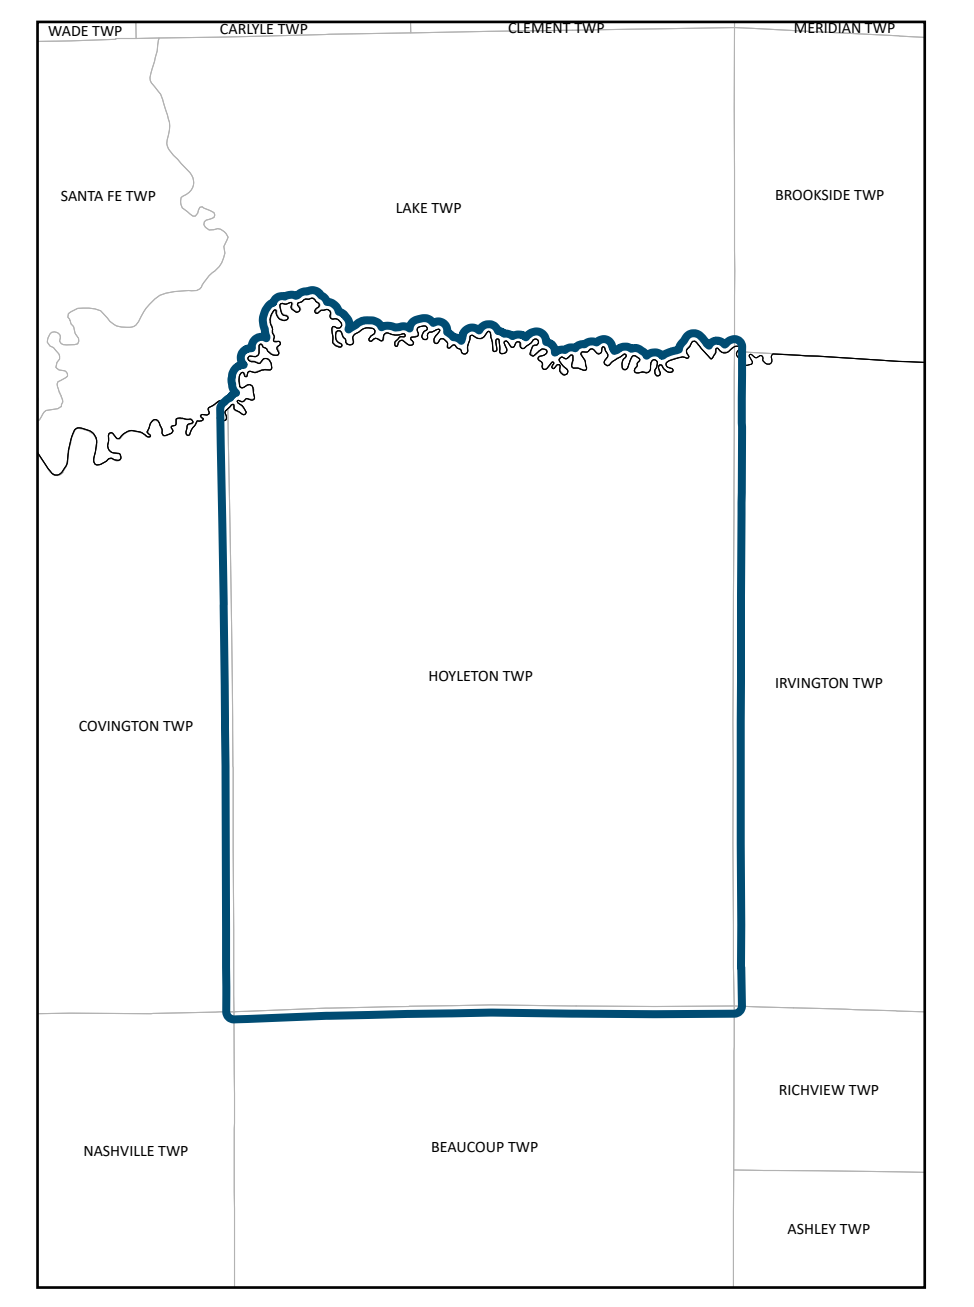 WADE TWP
CARLYLE TWP
CLEMENT TWP
MERIDIAN TWP
SANTA FE TWP
LAKE TWP
BROOKSIDE TWP
HOYLETON TWP
IRVINGTON TWP
COVINGTON TWP
RICHVIEW TWP
NASHVILLE TWP
BEAUCOUP TWP
ASHLEY TWP